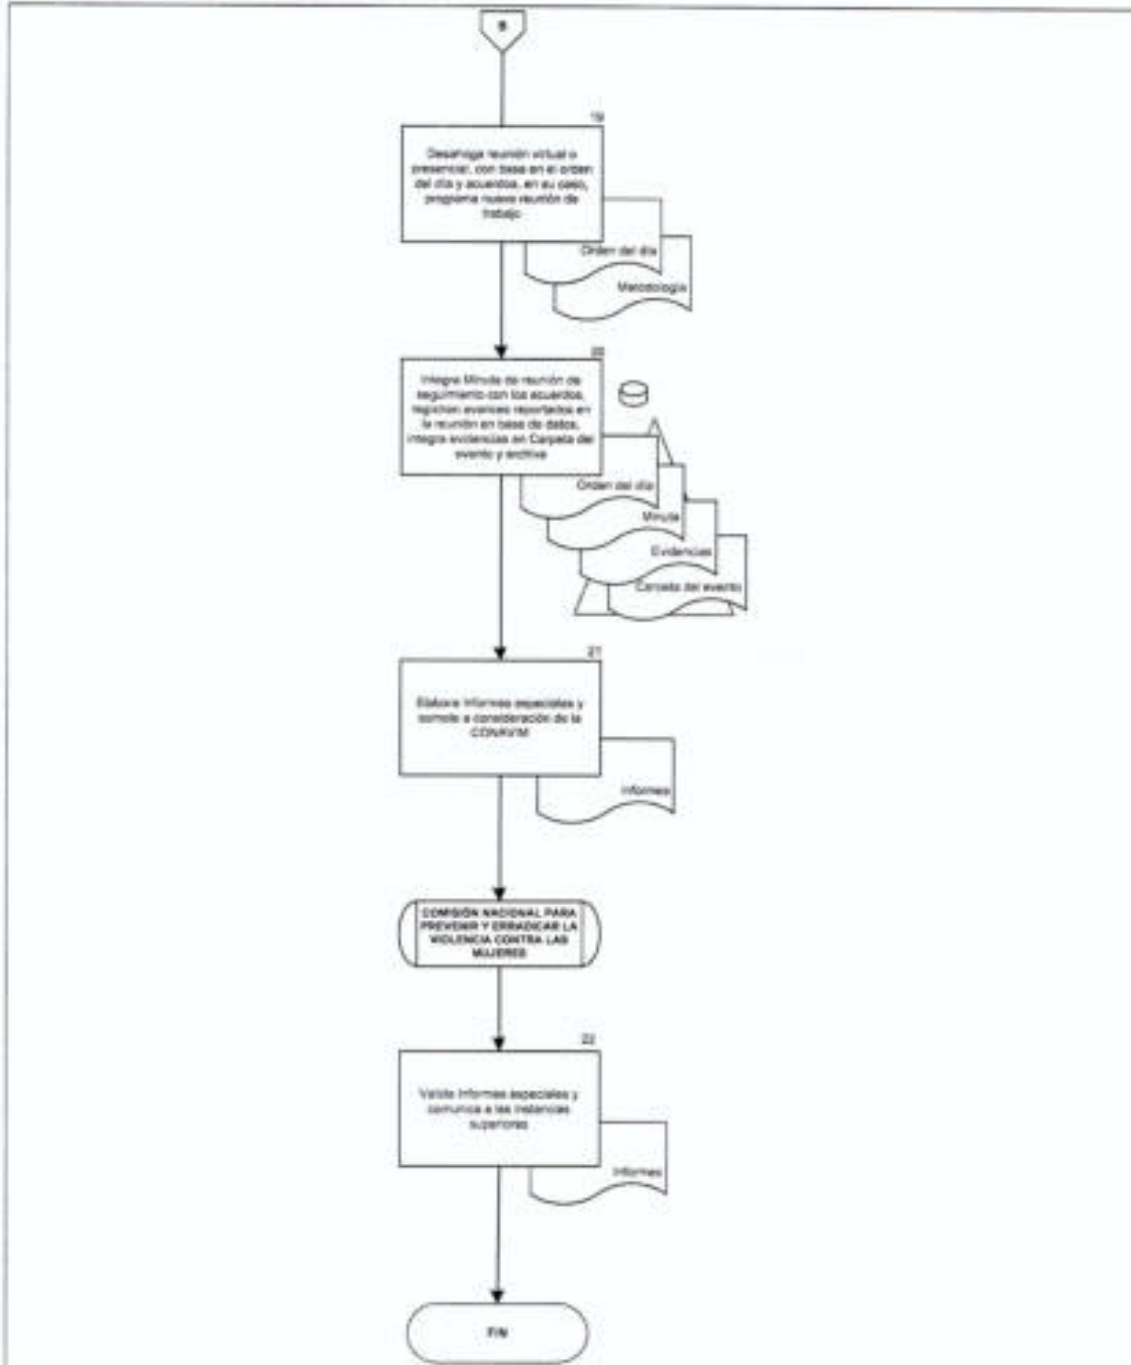 19
Desahoga reunión virtual o
presencial, con base en el orden
del día y acuerdos, en su caso,
programa nueva reunión de
trabajo
Orden del día
Metodología
20
Integra Minuta de reunión de
seguimiento con los acuerdos,
registran avances reportados en
la reunión en base de datos,
integra evidencias en Carpeta del
evento y archiva
Orden del día
Minuta
Evidencias
Carpeta del evento
21
Elabora Informes especiales y
somete a consideración de la
CONAVIM
Informes
COMISIÓN NACIONAL PARA
PREVENIR Y ERRADICAR LA
VIOLENCIA CONTRA LAS
MUJERES
22
Valida Informes especiales y
comunica a las instancias
superiores
Informes
FIN